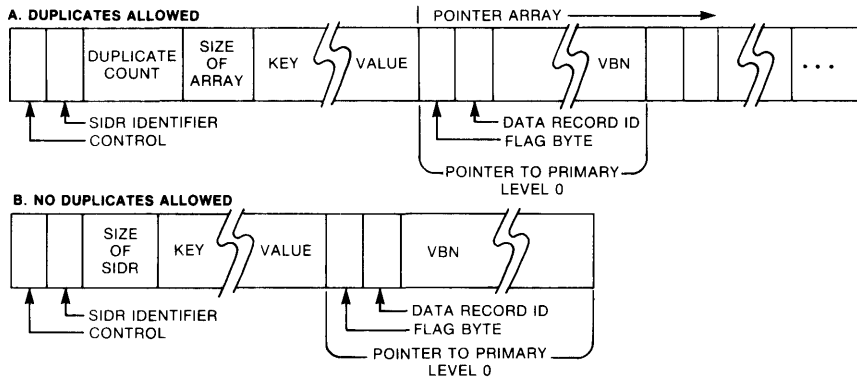 A. DUPLICATES ALLOWED
POINTER ARRAY
DUPLICATE COUNT
SIZE OF ARRAY
KEY
VALUE
VBN
...
SIDR IDENTIFIER
CONTROL
DATA RECORD ID
FLAG BYTE
POINTER TO PRIMARY
LEVEL 0
B. NO DUPLICATES ALLOWED
SIZE
OF
SIDR
KEY
VALUE
VBN
SIDR IDENTIFIER
CONTROL
DATA RECORD ID
FLAG BYTE
POINTER TO PRIMARY
LEVEL 0